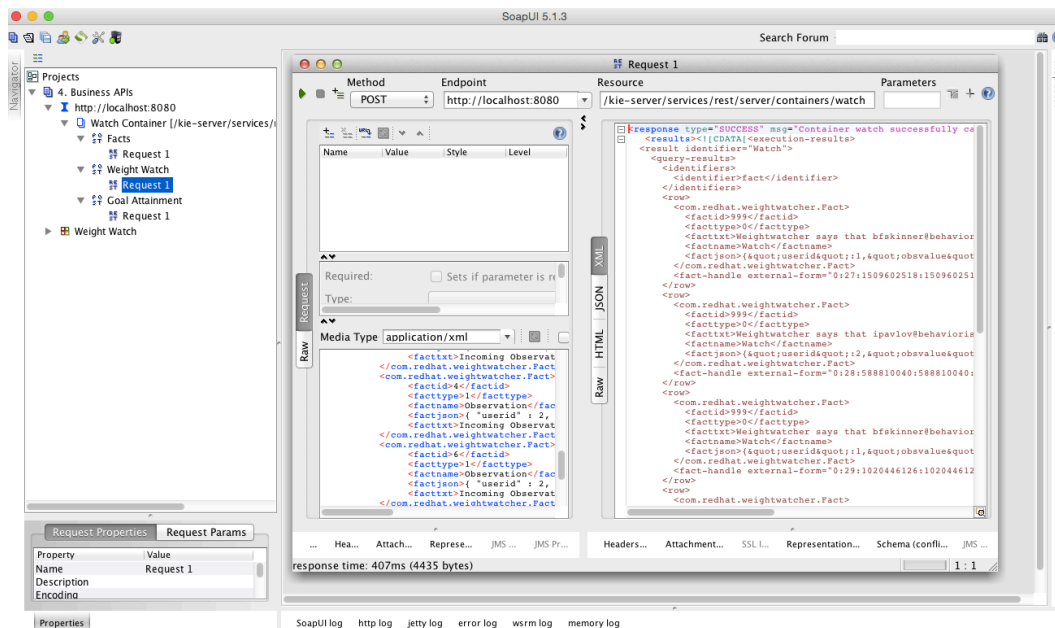 SoapUI 5.1.3
Search Forum
Navigator
Projects
4. Business APIs
http://localhost:8080
Watch Container [/kie-server/services/
Facts
Request 1
Weight Watch
Request 1
Goal Attainment
Request 1
Weight Watch
Request Properties Request Params
Property Value
Name Request 1
Description
Encoding
Properties
Request 1
Method Endpoint Resource Parameters
POST http://localhost:8080 /kie-server/services/rest/server/containers/watch
Request
Raw
Name Value Style Level
Required: Sets if parameter is re
Type:
Media Type application/xml
<facttxt>Incoming Observat
</com.redhat.weightwatcher.Fact
<com.redhat.weightwatcher.Fact>
<factid>4</factid>
<facttype>1</facttype>
<factname>Observation</fac
<factjson>{ "userid" : 2,
<facttxt>Incoming Observat
</com.redhat.weightwatcher.Fact
<com.redhat.weightwatcher.Fact>
<factid>6</factid>
<facttype>1</facttype>
<factname>Observation</fac
<factjson>{ "userid" : 2,
<facttxt>Incoming Observat
</com.redhat.weightwatcher.Fact
... Hea... Attach... Represe... JMS ... JMS Pr...
XML
JSON
HTML
Raw
<response type="SUCCESS" msg="Container watch successfully ca
<results><![CDATA[<execution-results>
<result identifier="Watch">
<query-results>
<identifiers>
<identifier>fact</identifier>
</identifiers>
<row>
<com.redhat.weightwatcher.Fact>
<factid>999</factid>
<facttype>0</facttype>
<facttxt>Weightwatcher says that bfskinner@behavior
<factname>Watch</factname>
<factjson>{&quot;userid&quot;:1,&quot;obsvalue&quot
</com.redhat.weightwatcher.Fact>
<fact-handle external-form="0:27:1509602518:150960251
</row>
<row>
<com.redhat.weightwatcher.Fact>
<factid>999</factid>
<facttype>0</facttype>
<facttxt>Weightwatcher says that ipavlov@behavioris
<factname>Watch</factname>
<factjson>{&quot;userid&quot;:2,&quot;obsvalue&quot
</com.redhat.weightwatcher.Fact>
<fact-handle external-form="0:28:588810040:588810040:
</row>
<row>
<com.redhat.weightwatcher.Fact>
<factid>999</factid>
<facttype>0</facttype>
<facttxt>Weightwatcher says that bfskinner@behavior
<factname>Watch</factname>
<factjson>{&quot;userid&quot;:1,&quot;obsvalue&quot
</com.redhat.weightwatcher.Fact>
<fact-handle external-form="0:29:1020446126:102044612
</row>
<row>
<com.redhat.weightwatcher.Fact>
Headers... Attachment... SSL I... Representation... Schema (confli... JMS ...
response time: 407ms (4435 bytes) 1 : 1
SoapUI log http log jetty log error log wsrm log memory log